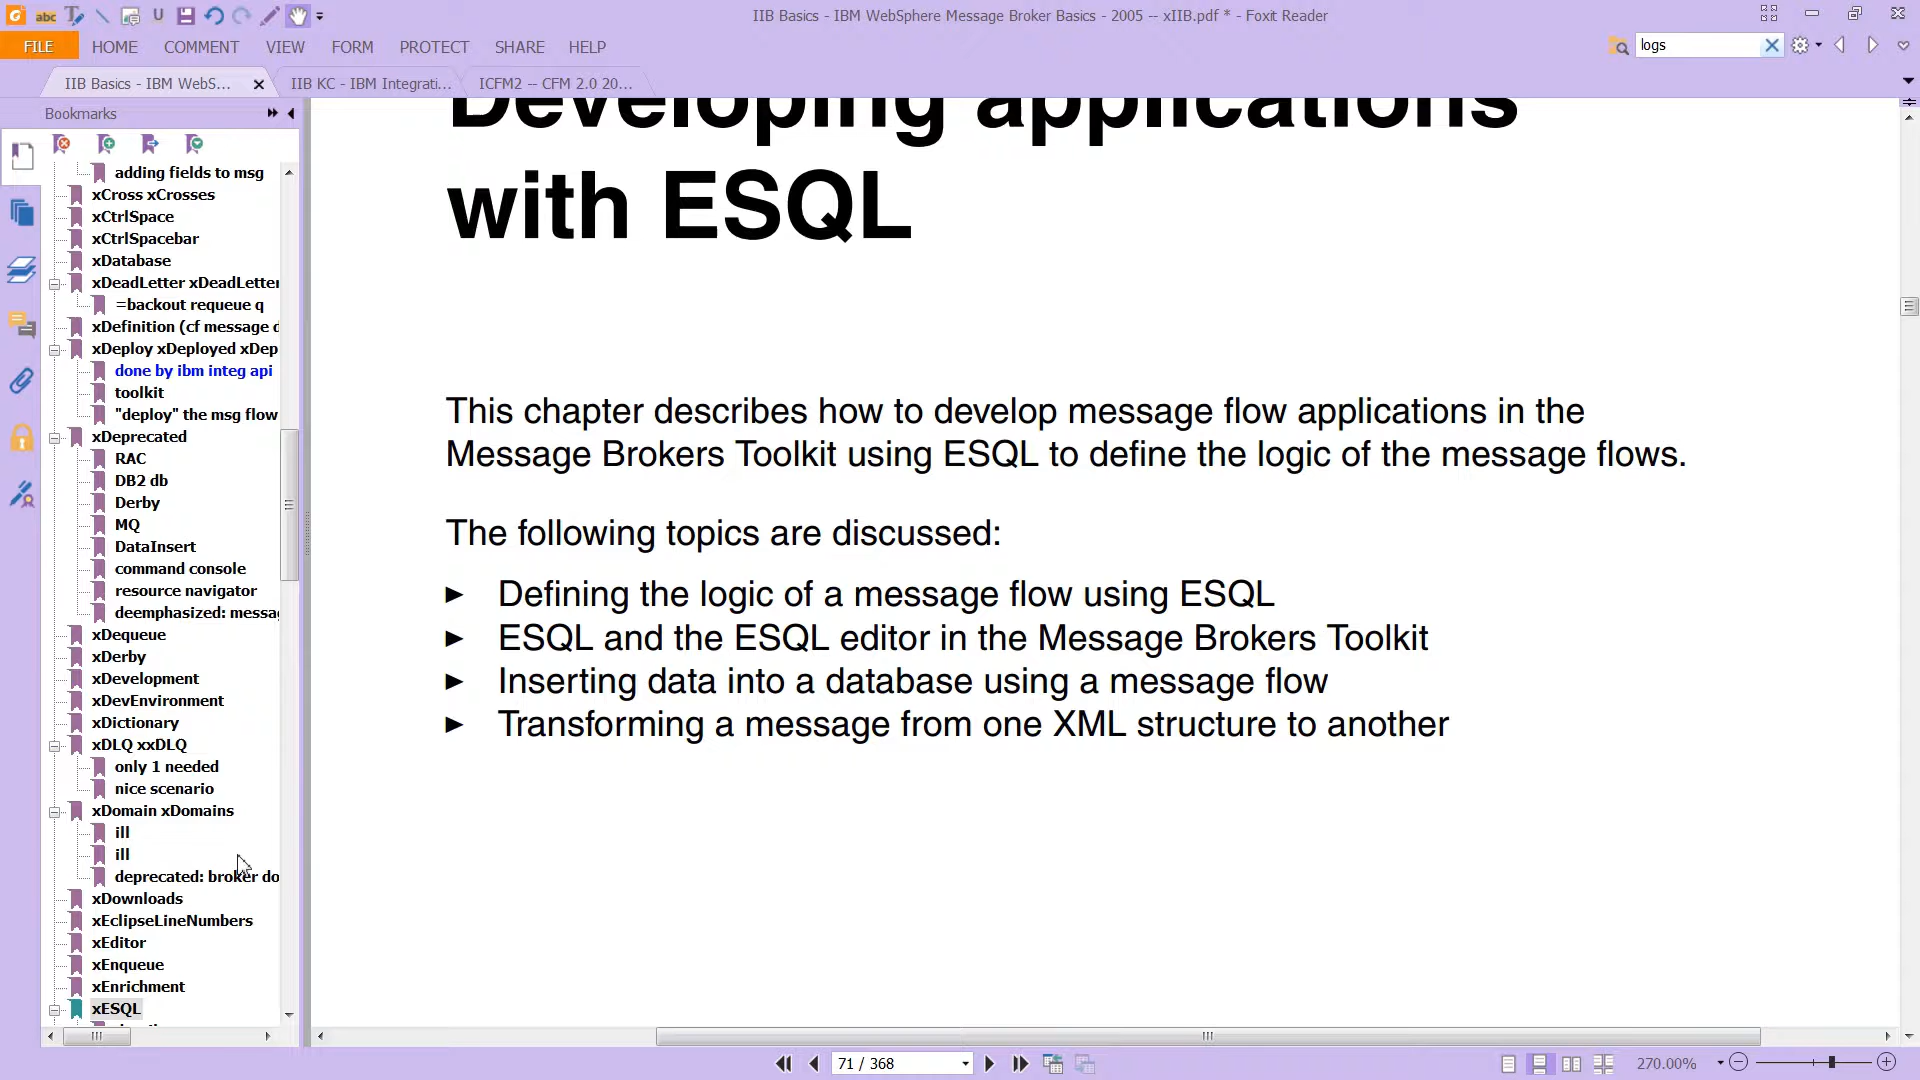 IIB Basics - IBM WebSphere Message Broker Basics - 2005 -- xIIB.pdf * - Foxit Reader
FILE HOME COMMENT VIEW FORM PROTECT SHARE HELP
logs
IIB Basics - IBM WebS...
IIB KC - IBM Integrati...
ICFM2 -- CFM 2.0 20...
Bookmarks
adding fields to msg
xCross xCrosses
xCtrlSpace
xCtrlSpacebar
xDatabase
xDeadLetter xDeadLetter
=backout requeue q
xDefinition (cf message d
xDeploy xDeployed xDep
done by ibm integ api
toolkit
"deploy" the msg flow
xDeprecated
RAC
DB2 db
Derby
MQ
DataInsert
command console
resource navigator
deemphasized: messag
xDequeue
xDerby
xDevelopment
xDevEnvironment
xDictionary
xDLQ xxDLQ
only 1 needed
nice scenario
xDomain xDomains
ill
ill
deprecated: broker do
xDownloads
xEclipseLineNumbers
xEditor
xEnqueue
xEnrichment
xESQL
Developing applications
with ESQL
This chapter describes how to develop message flow applications in the
Message Brokers Toolkit using ESQL to define the logic of the message flows.
The following topics are discussed:
► Defining the logic of a message flow using ESQL
► ESQL and the ESQL editor in the Message Brokers Toolkit
► Inserting data into a database using a message flow
► Transforming a message from one XML structure to another
71 / 368
270.00%